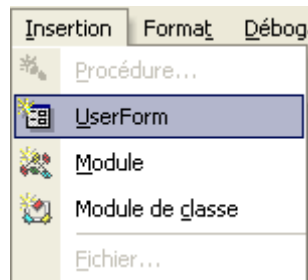 Insertion Format Débog
Procédure...
UserForm
Module
Module de classe
Fichier...